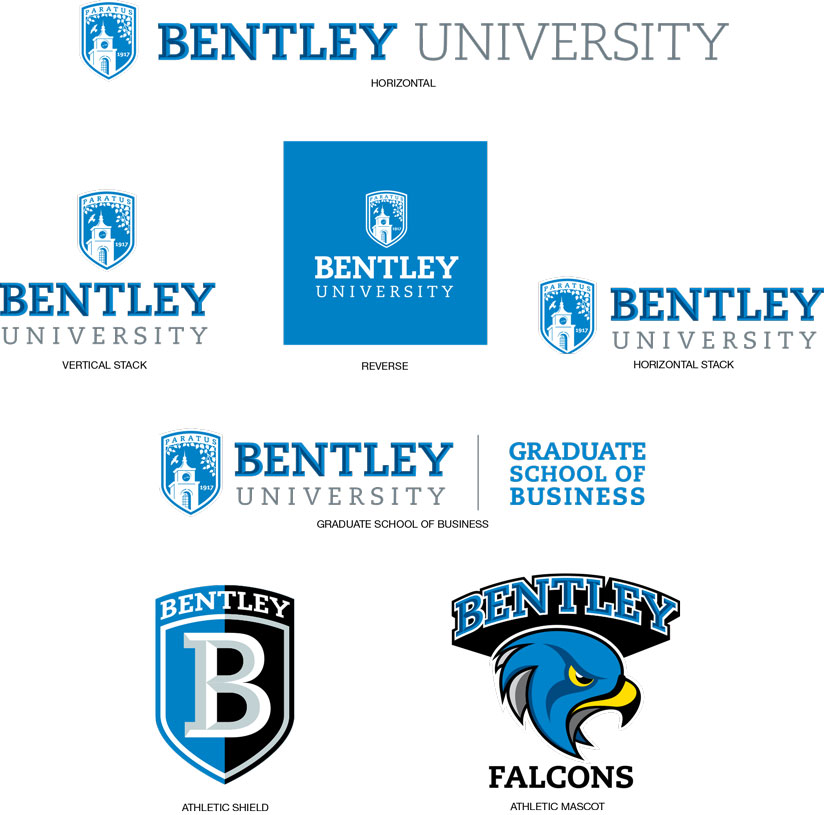 PARATUS
1917
BENTLEY UNIVERSITY
HORIZONTAL
PARATUS
1917
BENTLEY
UNIVERSITY
VERTICAL STACK
PARATUS
1917
BENTLEY
UNIVERSITY
REVERSE
PARATUS
1917
BENTLEY
UNIVERSITY
HORIZONTAL STACK
PARATUS
1917
BENTLEY
UNIVERSITY
GRADUATE
SCHOOL OF
BUSINESS
GRADUATE SCHOOL OF BUSINESS
BENTLEY
B
ATHLETIC SHIELD
BENTLEY
FALCONS
ATHLETIC MASCOT